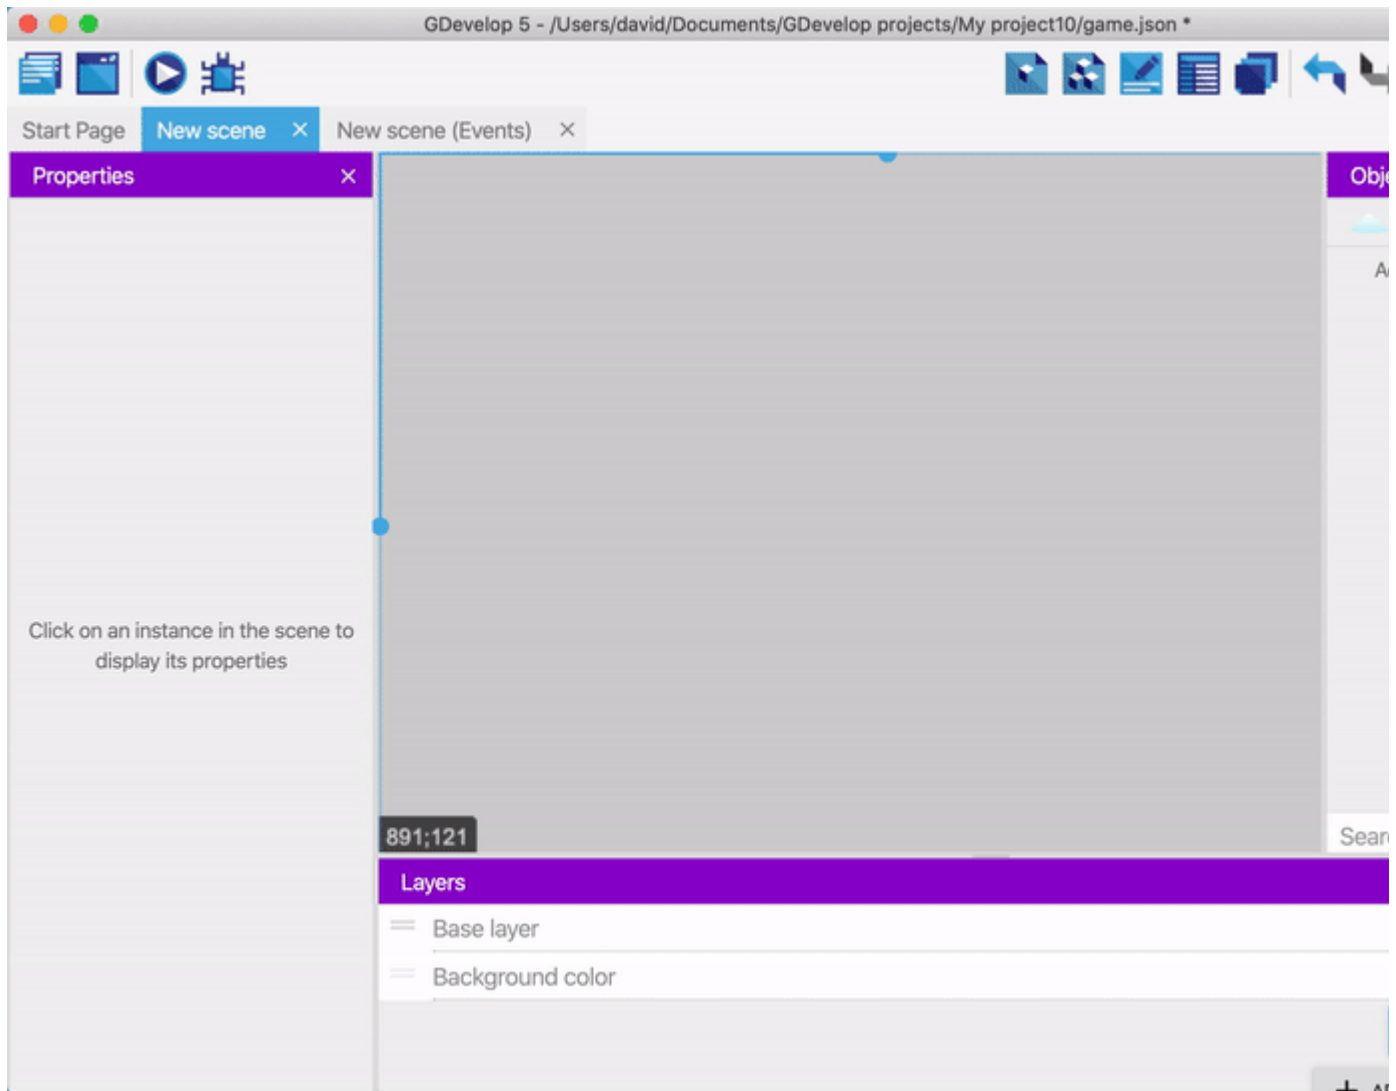 GDevelop 5 - /Users/david/Documents/GDevelop projects/My project10/game.json *
Start Page New scene × New scene (Events) ×
Properties ×
Click on an instance in the scene to
display its properties
891;121
Layers
Base layer
Background color